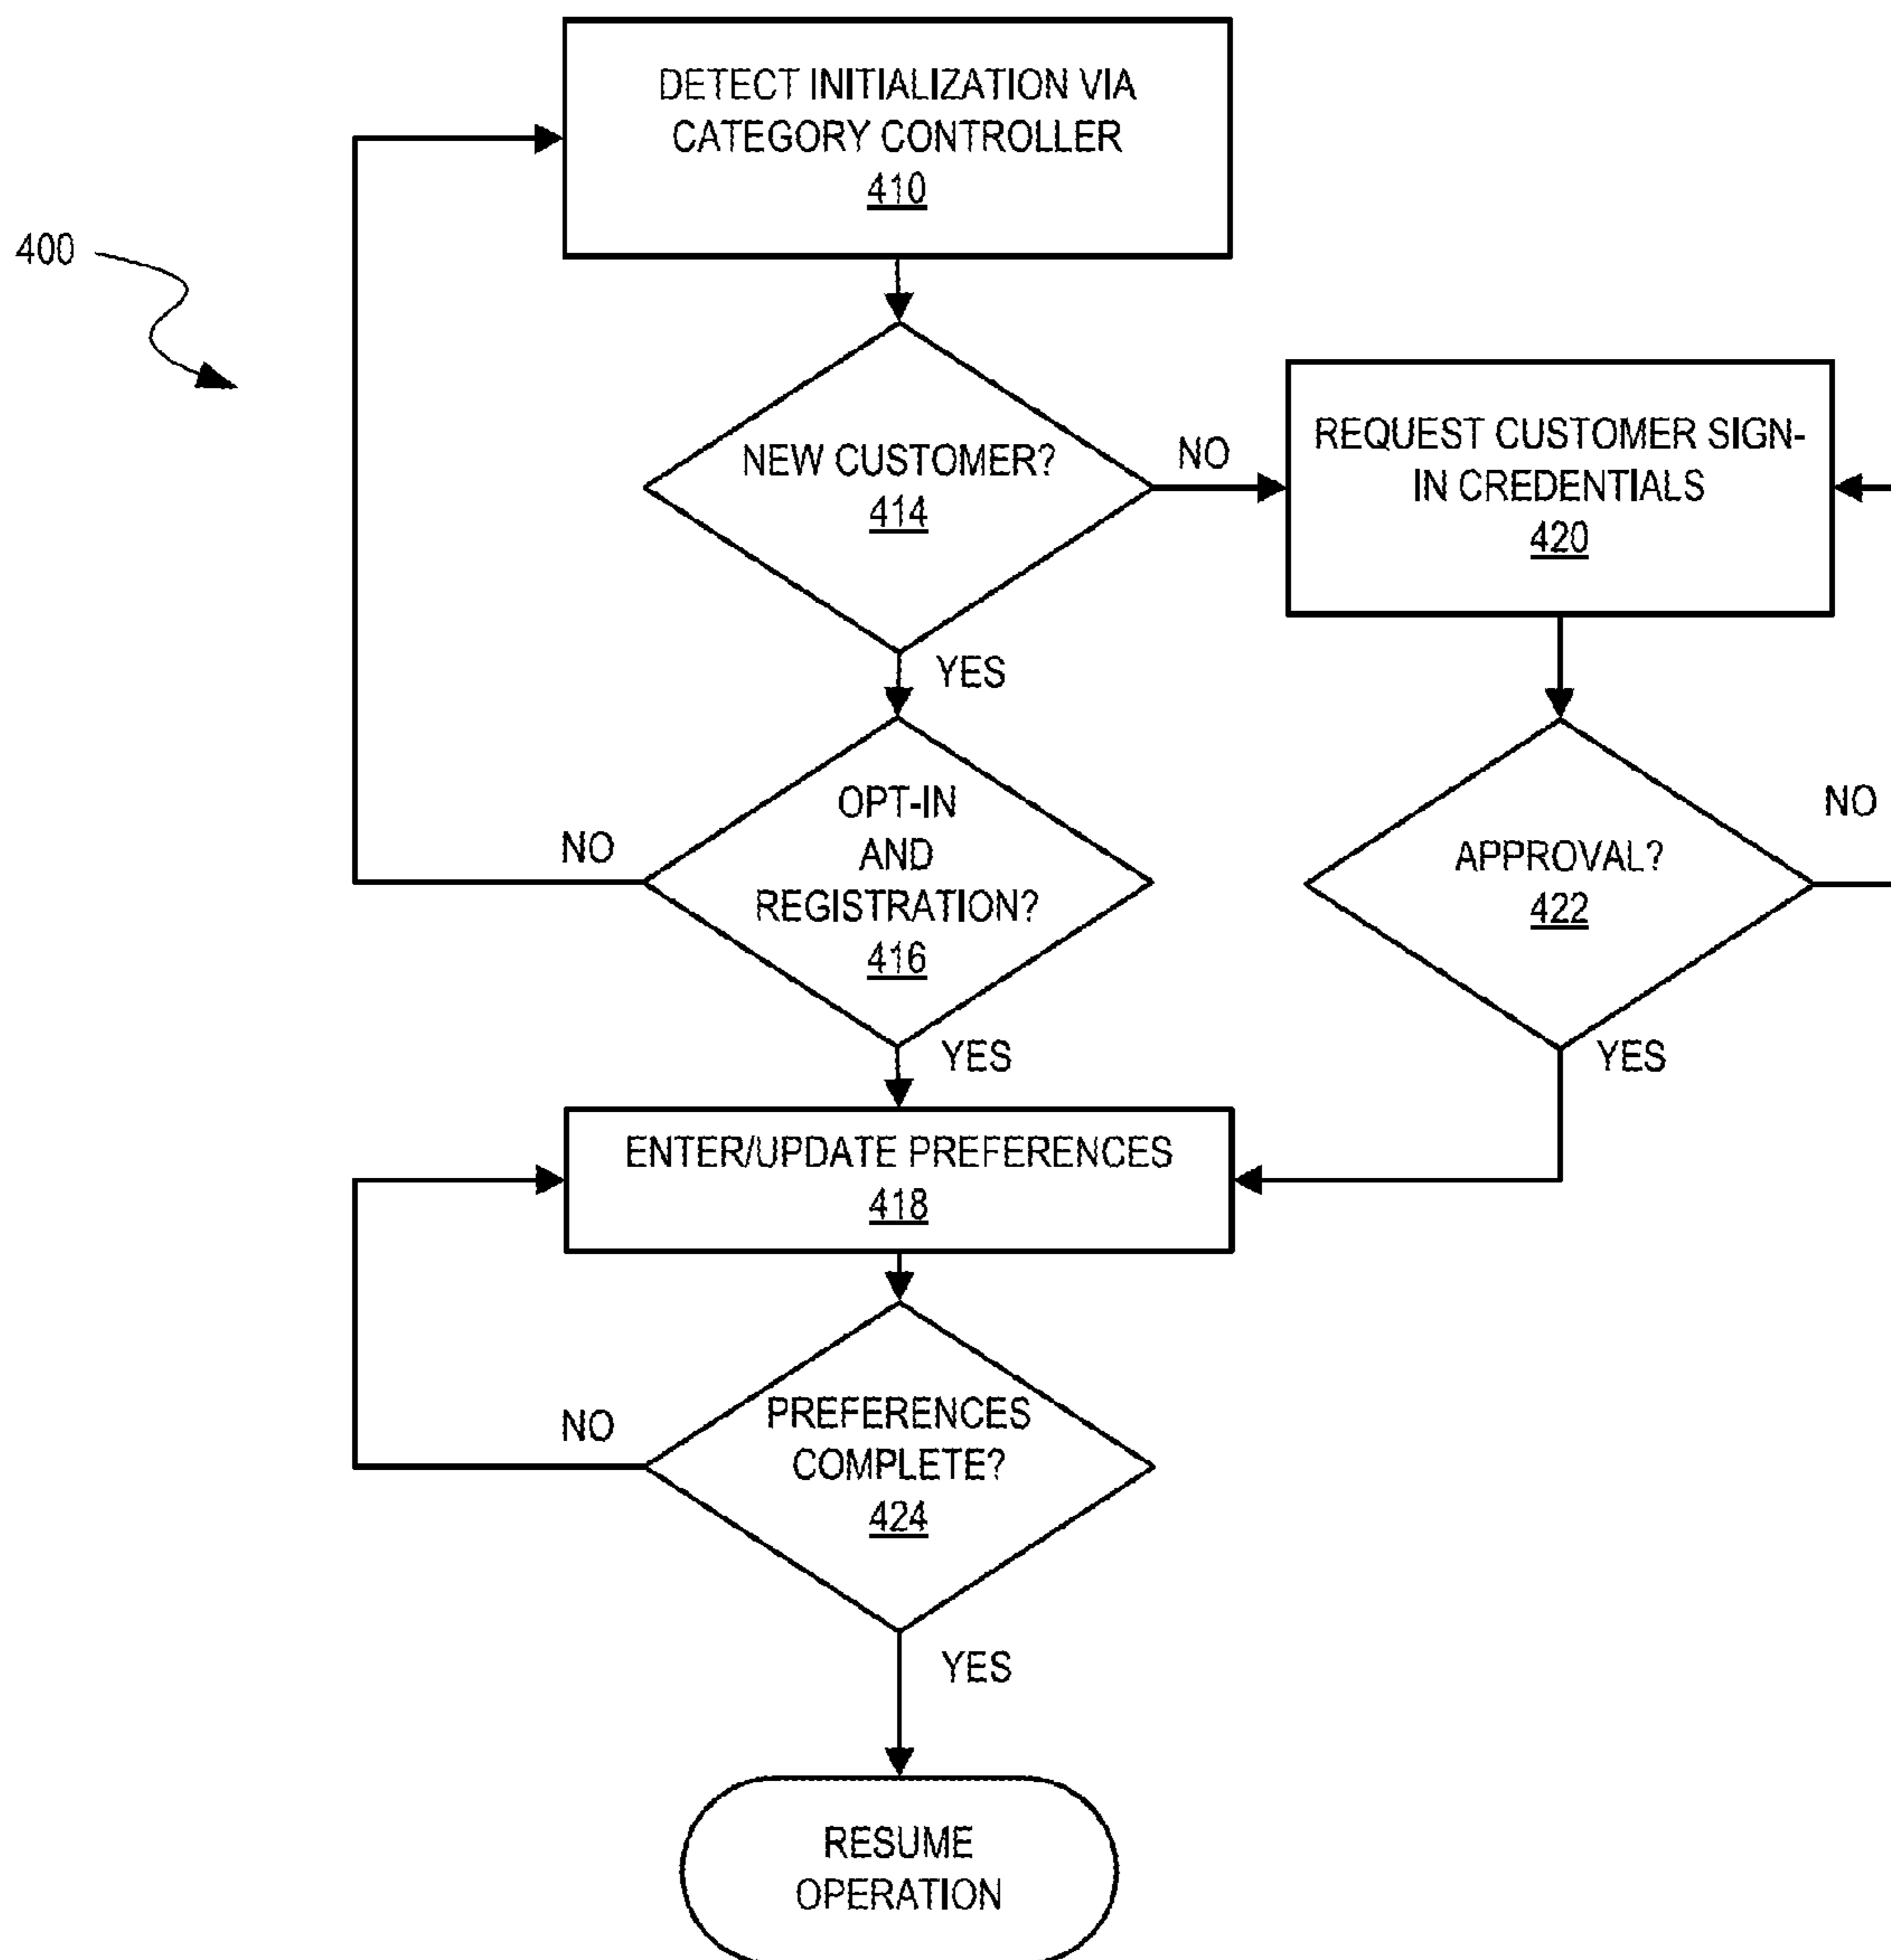 DETECT INITIALIZATION VIA
CATEGORY CONTROLLER
410
400
NEW CUSTOMER?
414
NO
REQUEST CUSTOMER SIGN-
IN CREDENTIALS
420
YES
OPT-IN
AND
REGISTRATION?
416
NO
APPROVAL?
422
NO
YES
YES
ENTER/UPDATE PREFERENCES
418
PREFERENCES
COMPLETE?
424
NO
YES
RESUME
OPERATION